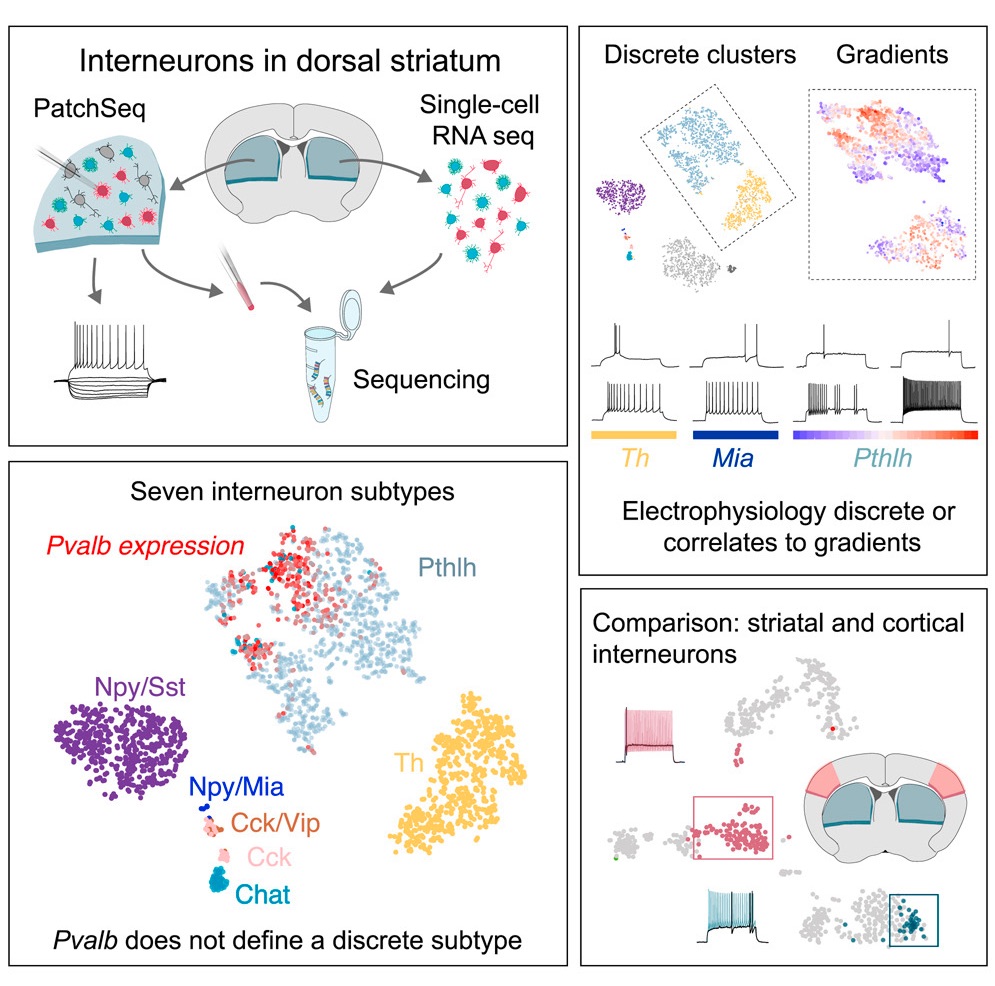 Interneurons in dorsal striatum
PatchSeq
Single-cell
RNA seq
Sequencing
Discrete clusters
Gradients
Th
Mia
Pthlh
Electrophysiology discrete or
correlates to gradients
Seven interneuron subtypes
Pvalb expression
Pthlh
Npy/Sst
Th
Npy/Mia
Cck/Vip
Cck
Chat
Pvalb does not define a discrete subtype
Comparison: striatal and cortical
interneurons